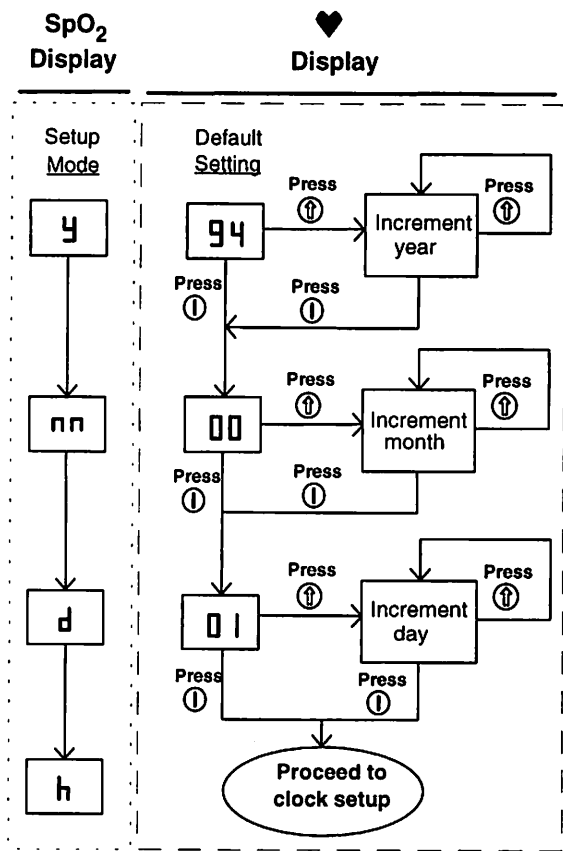 SpO2
Display
♥
Display
Setup
Mode
Default
Setting
y
94
Press
⇧
Increment
year
Press
⇧
Press
Ⓘ
Press
Ⓘ
nn
00
Press
⇧
Increment
month
Press
⇧
Press
Ⓘ
Press
Ⓘ
d
01
Press
⇧
Increment
day
Press
⇧
Press
Ⓘ
Press
Ⓘ
h
Proceed to
clock setup